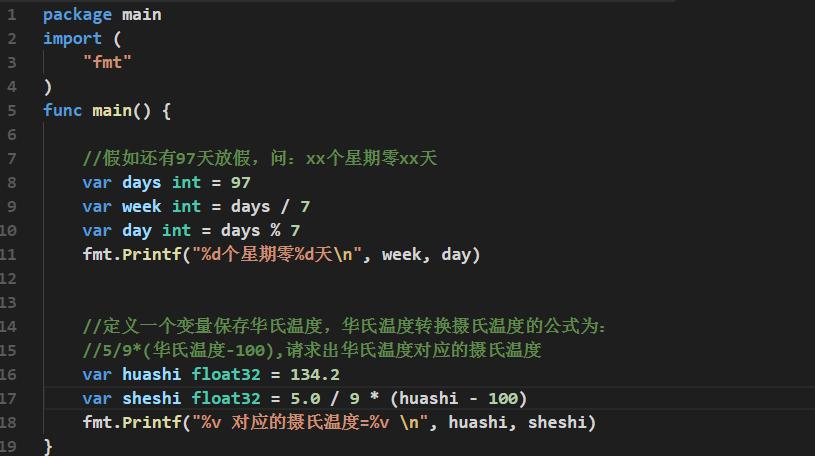 1 package main
2 import (
3     "fmt"
4 )
5 func main() {
6
7     //假如还有97天放假，问：xx个星期零xx天
8     var days int = 97
9     var week int = days / 7
10     var day int = days % 7
11     fmt.Printf("%d个星期零%d天\n", week, day)
12
13
14     //定义一个变量保存华氏温度，华氏温度转换摄氏温度的公式为：
15     //5/9*(华氏温度-100),请求出华氏温度对应的摄氏温度
16     var huashi float32 = 134.2
17     var sheshi float32 = 5.0 / 9 * (huashi - 100)
18     fmt.Printf("%v 对应的摄氏温度=%v \n", huashi, sheshi)
19 }